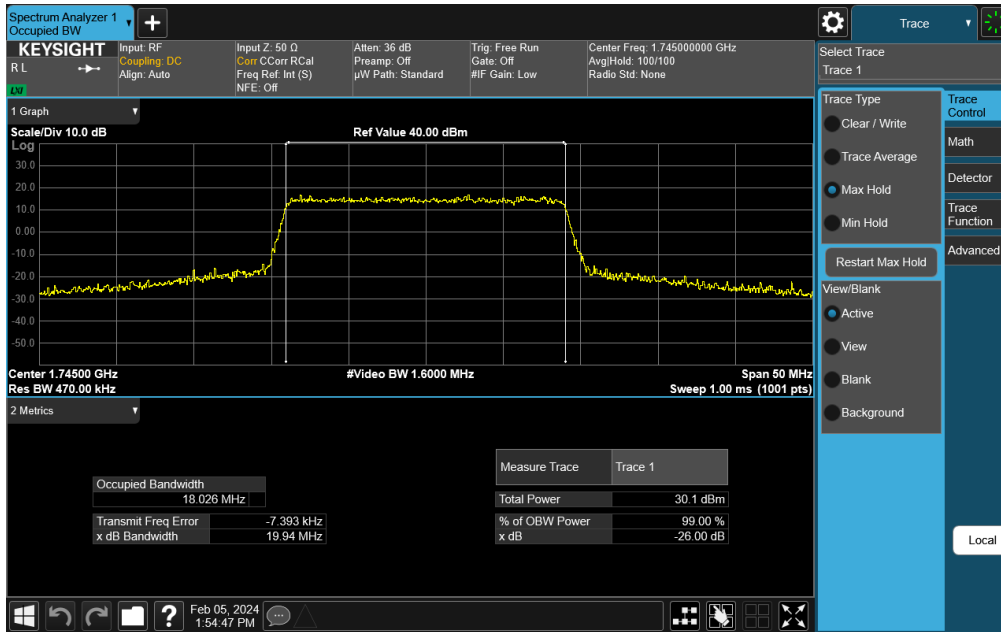 Spectrum Analyzer 1
Occupied BW
Trace
KEYSIGHT
R L
LXI
Input: RF
Coupling: DC
Align: Auto
Input Z: 50 Ω
Corr CCorr RCal
Freq Ref: Int (S)
NFE: Off
Atten: 36 dB
Preamp: Off
µW Path: Standard
Trig: Free Run
Gate: Off
#IF Gain: Low
Center Freq: 1.745000000 GHz
Avg|Hold: 100/100
Radio Std: None
Select Trace
Trace 1
1 Graph
Scale/Div 10.0 dB
Ref Value 40.00 dBm
Log
30.0
20.0
10.0
0.00
-10.0
-20.0
-30.0
-40.0
-50.0
Center 1.74500 GHz
#Video BW 1.6000 MHz
Span 50 MHz
Res BW 470.00 kHz
Sweep 1.00 ms (1001 pts)
Trace Type
Clear / Write
Trace Average
Max Hold
Min Hold
Restart Max Hold
View/Blank
Active
View
Blank
Background
Trace
Control
Math
Detector
Trace
Function
Advanced
Local
2 Metrics
Occupied Bandwidth
18.026 MHz
Transmit Freq Error -7.393 kHz
x dB Bandwidth 19.94 MHz
Measure Trace Trace 1
Total Power 30.1 dBm
% of OBW Power 99.00 %
x dB -26.00 dB
?
Feb 05, 2024
1:54:47 PM